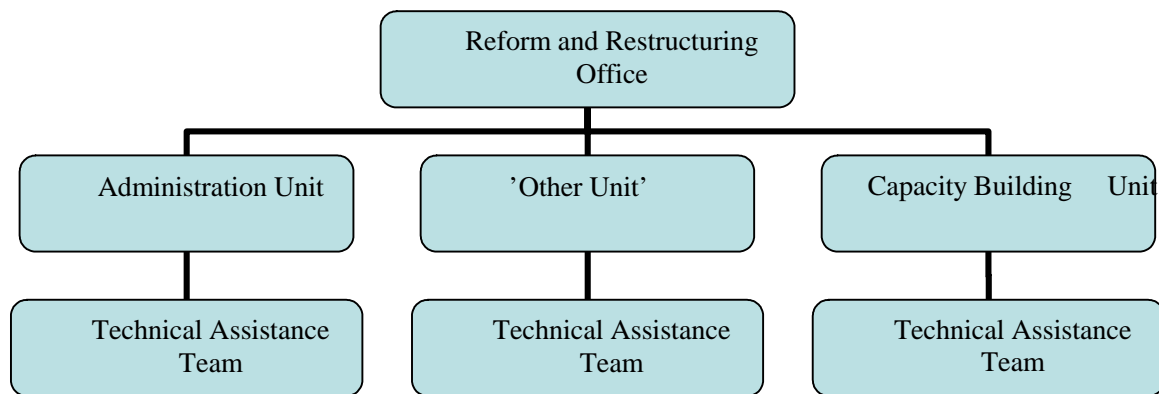 Reform and Restructuring
Office
Administration Unit
’Other Unit’
Capacity Building Unit
Technical Assistance
Team
Technical Assistance
Team
Technical Assistance
Team